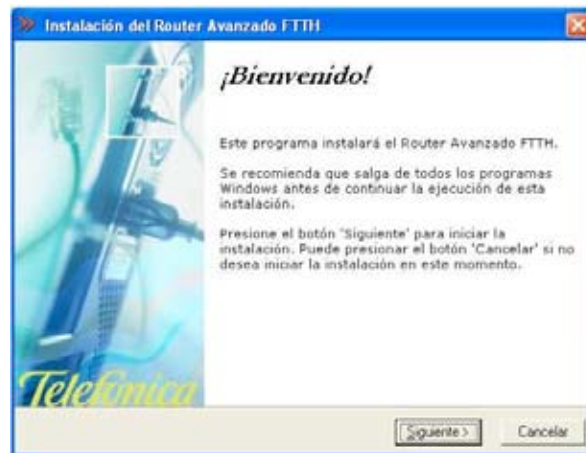 Instalación del Router Avanzado FTTH
¡Bienvenido!
Este programa instalará el Router Avanzado FTTH.
Se recomienda que salga de todos los programas
Windows antes de continuar la ejecución de esta
instalación.
Presione el botón 'Siguiente' para iniciar la
instalación. Puede presionar el botón 'Cancelar' si no
desea iniciar la instalación en este momento.
Telefónica
Siguiente >
Cancelar